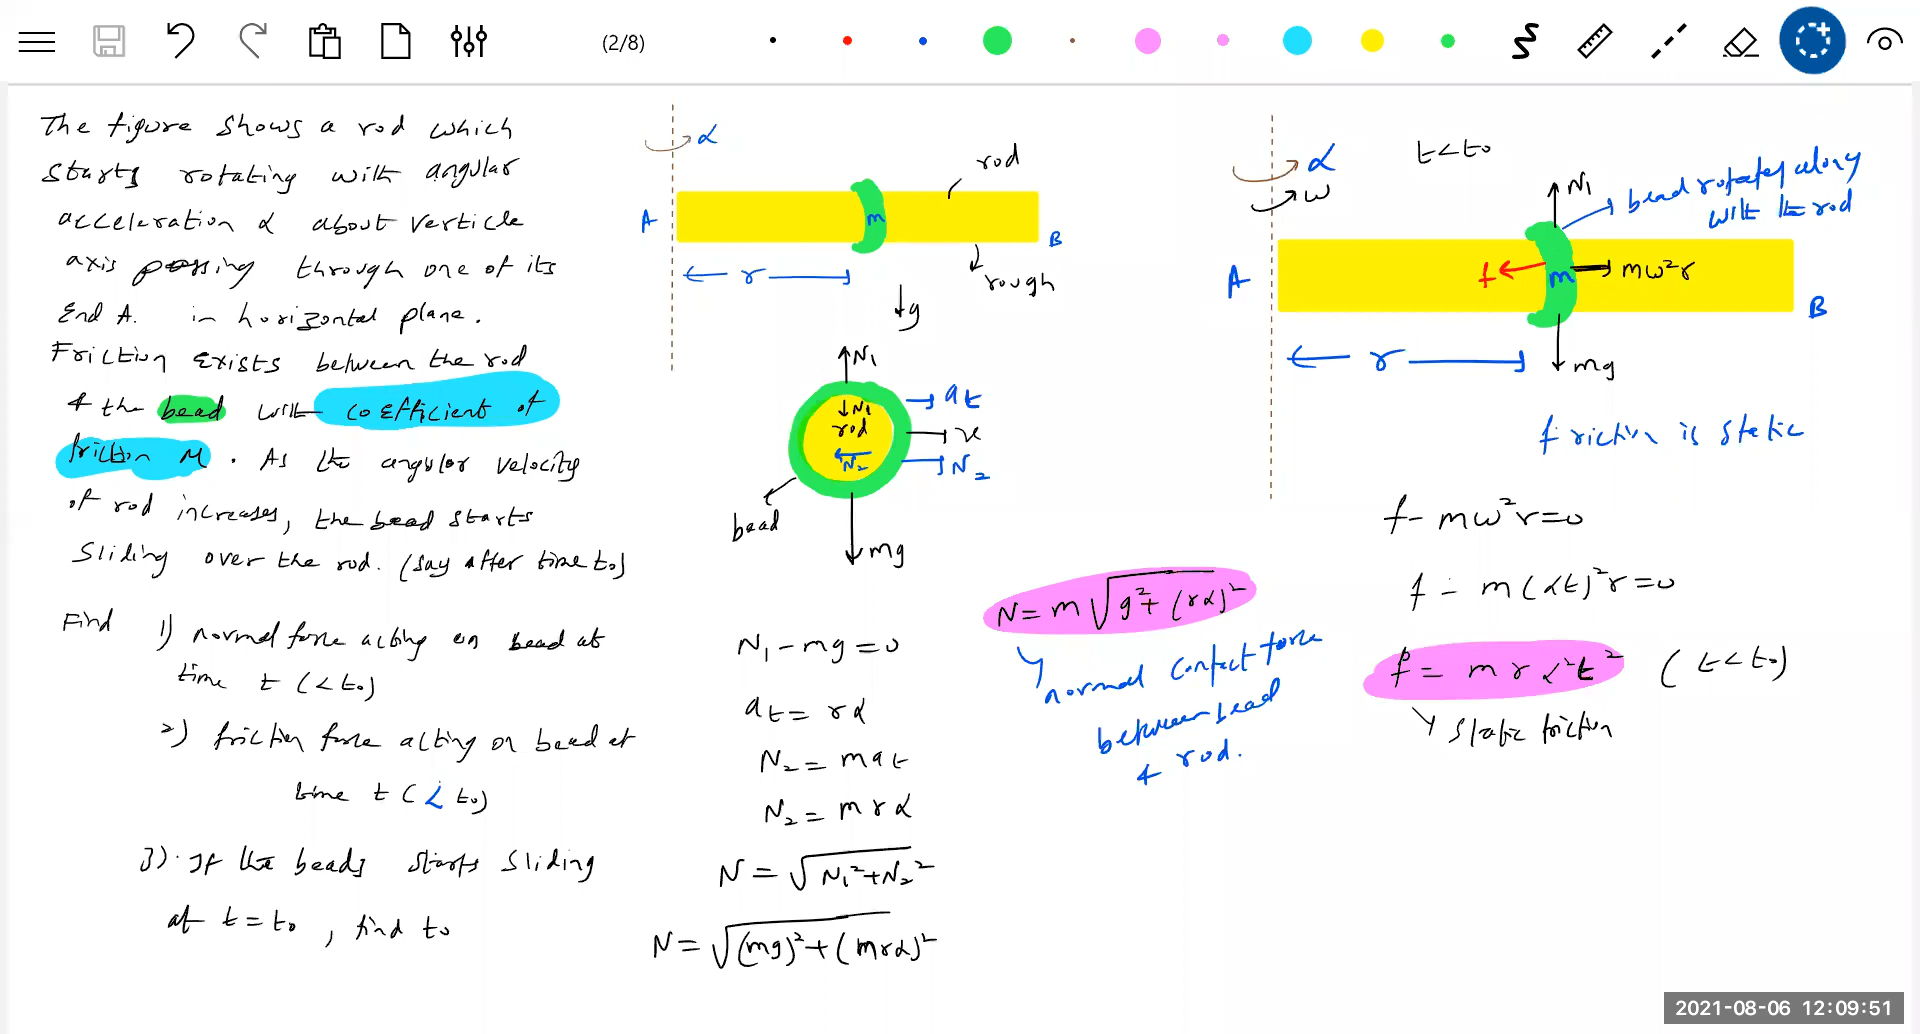 (2/8)
The figure shows a rod which
starts rotating with angular
acceleration α about verticle
axis passing through one of its
End A. in horizontal plane.
Friction exists between the rod
& the bead with coefficient of
friction μ. As the angular velocity
of rod increases, the bead starts
sliding over the rod. (say after time t₀)
Find 1) normal force acting on bead at
time t (<t₀)
2) friction force acting on bead at
time t (< t₀)
3). If the beads starts sliding
at t=t₀, find t₀
α
rod
A
m
B
r
rough
g
N₁
N₁
rod
N₂
aₜ
x
N₂
bead
mg
N₁-mg=0
aₜ= rα
N₂= maₜ
N₂= mrα
N = √N₁²+N₂²
N = √(mg)²+(mrα)²
N= m√g²+(rα)²
normal contact force
between bead
& rod.
α
ω
t<t₀
N₁
bead rotates along
with the rod
A
f
m
mω²r
B
r
mg
friction is static
f- mω²r=0
f - m(αt)²r=0
f= mrα²t² (t<t₀)
static friction
2021-08-06 12:09:51